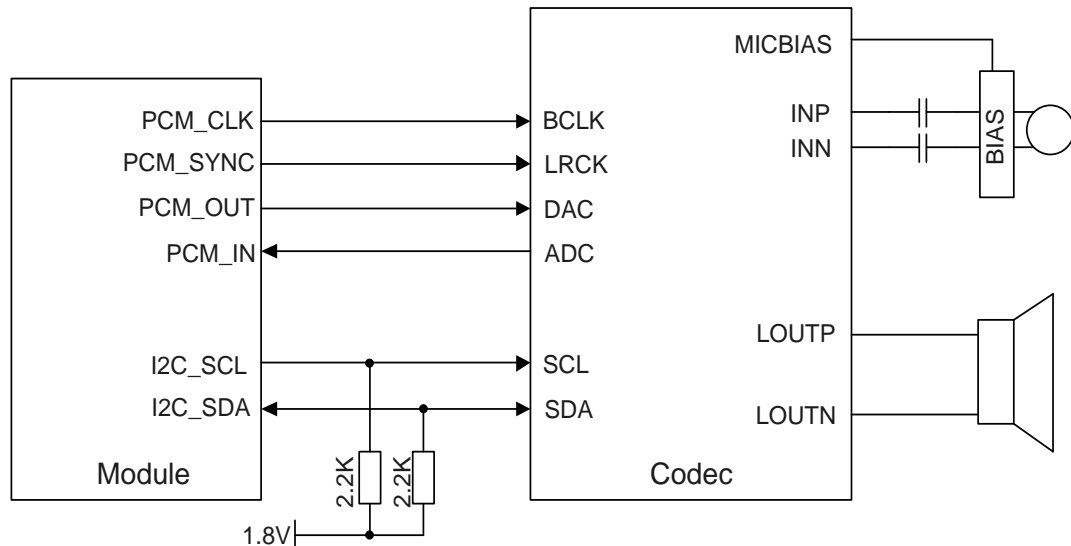 MICBIAS
PCM_CLK
BCLK
INP
PCM_SYNC
LRCK
INN
BIAS
PCM_OUT
DAC
PCM_IN
ADC
LOUTP
I2C_SCL
SCL
I2C_SDA
SDA
LOUTN
Module
2.2K
2.2K
Codec
1.8V